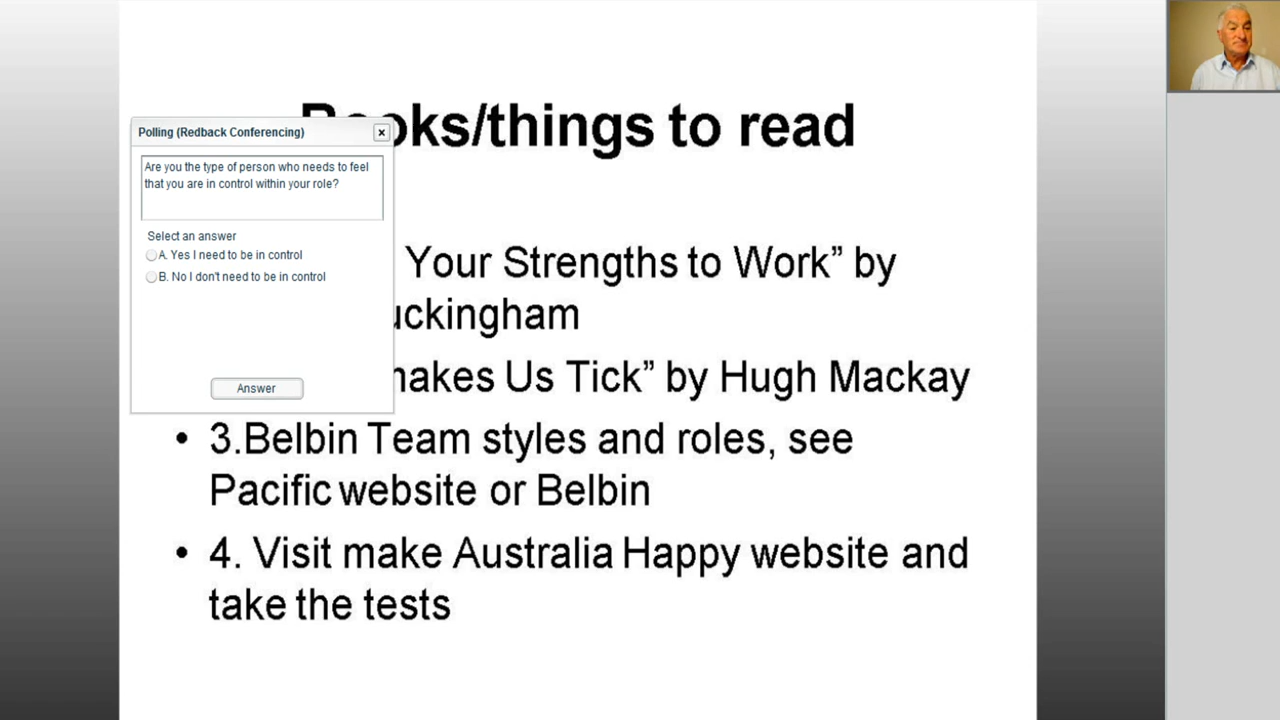 Books/things to read
Polling (Redback Conferencing)
Are you the type of person who needs to feel
that you are in control within your role?
Select an answer
A. Yes I need to be in control
B. No I don't need to be in control
Answer
Your Strengths to Work” by
Us Tick” by Hugh Mackay
• 3.Belbin Team styles and roles, see
Pacific website or Belbin
• 4. Visit make Australia Happy website and
take the tests